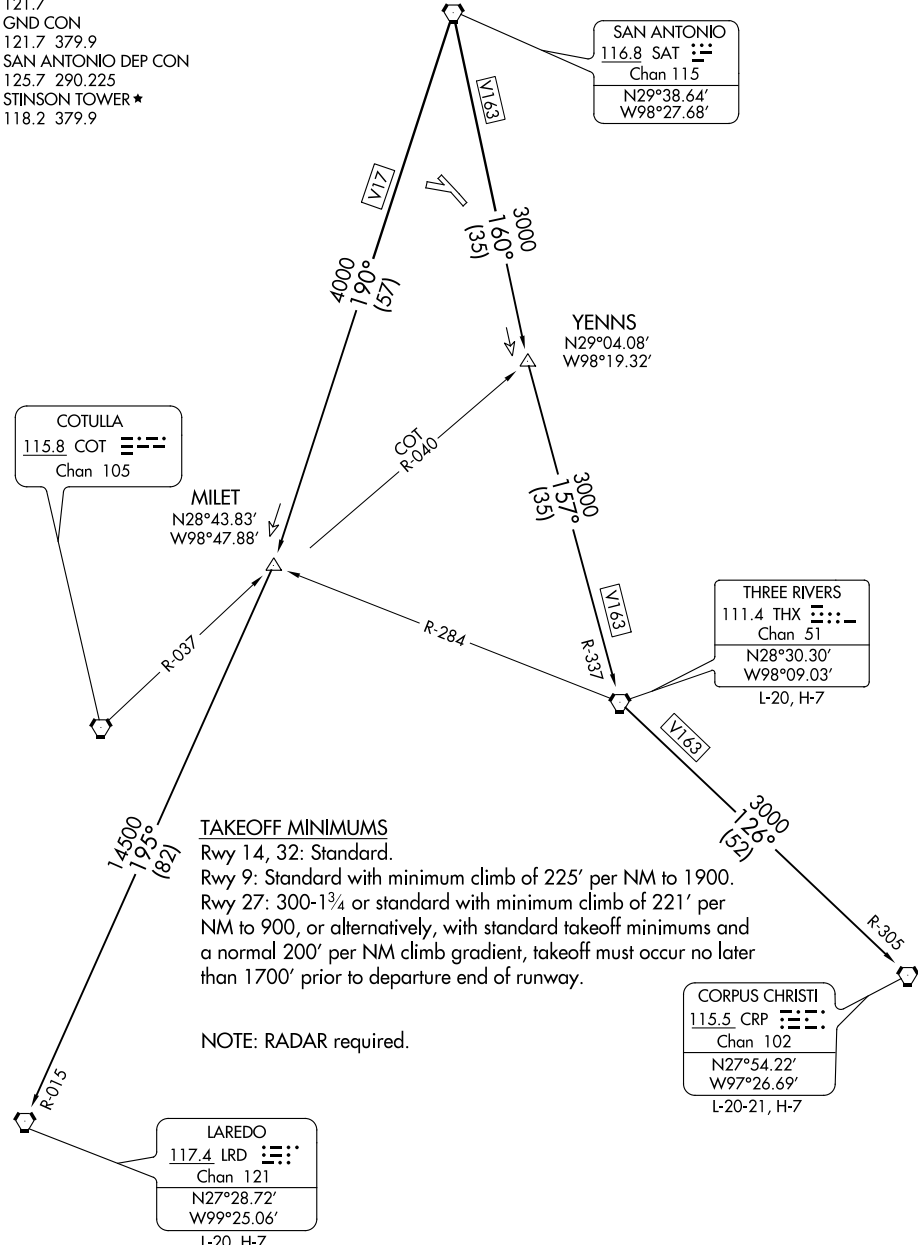 121.7
GND CON
121.7 379.9
SAN ANTONIO DEP CON
125.7 290.225
STINSON TOWER★
118.2 379.9
SAN ANTONIO
116.8 SAT
Chan 115
N29°38.64′
W98°27.68′
V163
V17
3000
160°
(35)
4000
190°
(57)
YENNS
N29°04.08′
W98°19.32′
COTULLA
115.8 COT
Chan 105
COT
R-040
MILET
N28°43.83′
W98°47.88′
3000
157°
(35)
V163
THREE RIVERS
111.4 THX
Chan 51
N28°30.30′
W98°09.03′
L-20, H-7
R-037
R-284
R-337
V163
3000
126°
(52)
14500
195°
(82)
TAKEOFF MINIMUMS
Rwy 14, 32: Standard.
Rwy 9: Standard with minimum climb of 225′ per NM to 1900.
Rwy 27: 300-1¾ or standard with minimum climb of 221′ per
NM to 900, or alternatively, with standard takeoff minimums and
a normal 200′ per NM climb gradient, takeoff must occur no later
than 1700′ prior to departure end of runway.
NOTE: RADAR required.
R-305
CORPUS CHRISTI
115.5 CRP
Chan 102
N27°54.22′
W97°26.69′
L-20-21, H-7
R-015
LAREDO
117.4 LRD
Chan 121
N27°28.72′
W99°25.06′
L-20, H-7